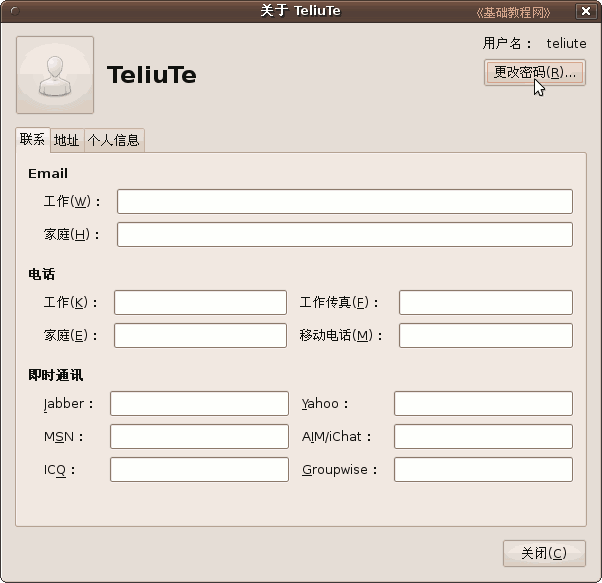 关于 TeliuTe 《基础教程网》
用户名： teliute
TeliuTe
更改密码(R)...
联系 地址 个人信息
Email
工作(W)：
家庭(H)：
电话
工作(K)： 工作传真(F)：
家庭(E)： 移动电话(M)：
即时通讯
Jabber： Yahoo：
MSN： AIM/iChat：
ICQ： Groupwise：
关闭(C)